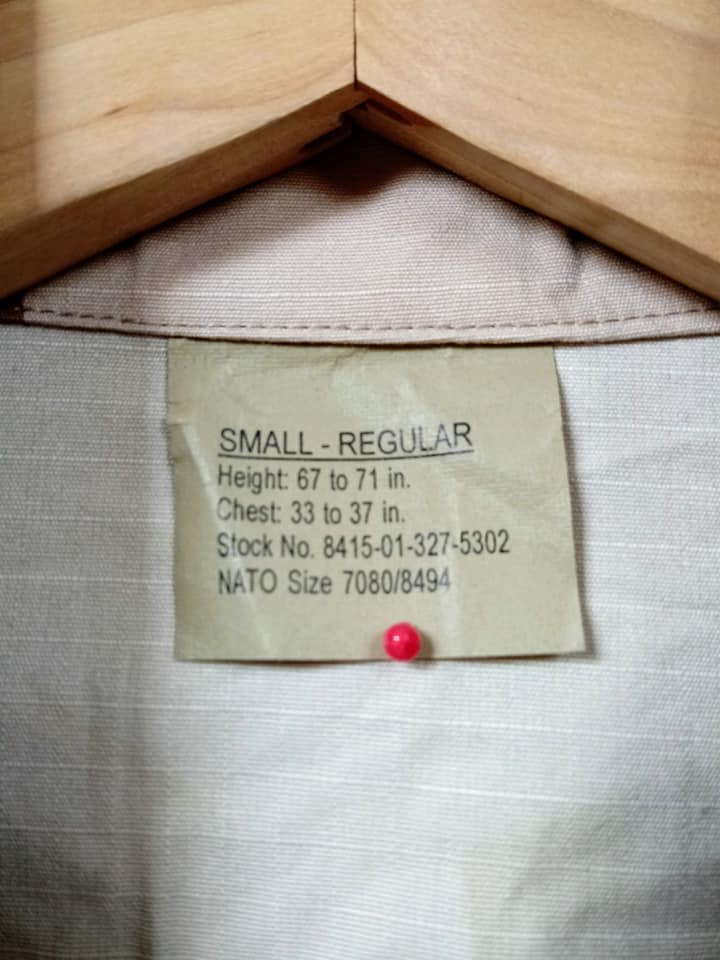 SMALL - REGULAR
Height: 67 to 71 in.
Chest: 33 to 37 in.
Stock No. 8415-01-327-5302
NATO Size 7080/8494